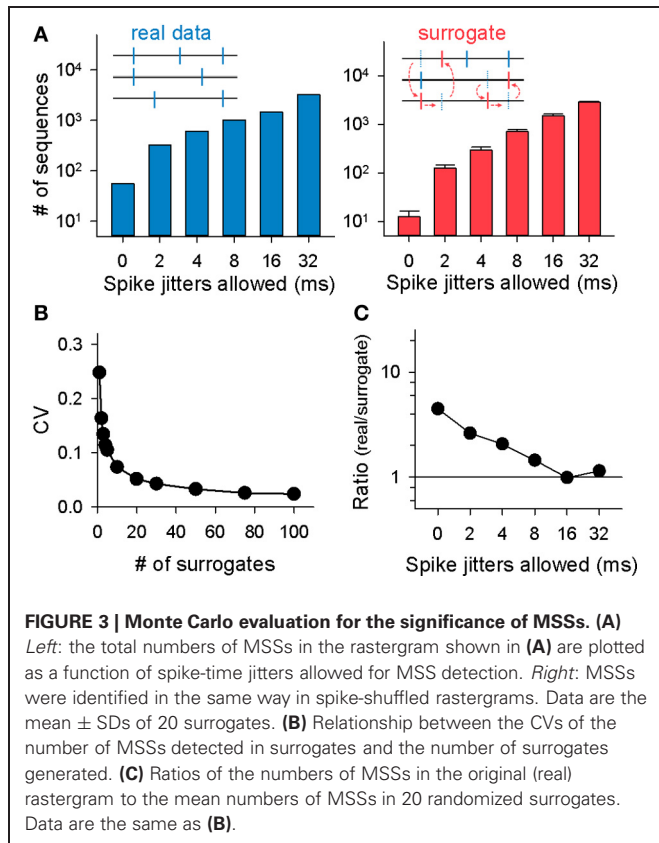 A
real data
surrogate
# of sequences
10⁴
10³
10²
10¹
0 2 4 8 16 32
Spike jitters allowed (ms)
10⁴
10³
10²
10¹
0 2 4 8 16 32
Spike jitters allowed (ms)
B
CV
0.3
0.2
0.1
0.0
0 20 40 60 80 100
# of surrogates
C
Ratio (real/surrogate)
10
1
0 2 4 8 16 32
Spike jitters allowed (ms)
FIGURE 3 | Monte Carlo evaluation for the significance of MSSs. (A)
Left: the total numbers of MSSs in the rastergram shown in (A) are plotted
as a function of spike-time jitters allowed for MSS detection. Right: MSSs
were identified in the same way in spike-shuffled rastergrams. Data are the
mean ± SDs of 20 surrogates. (B) Relationship between the CVs of the
number of MSSs detected in surrogates and the number of surrogates
generated. (C) Ratios of the numbers of MSSs in the original (real)
rastergram to the mean numbers of MSSs in 20 randomized surrogates.
Data are the same as (B).